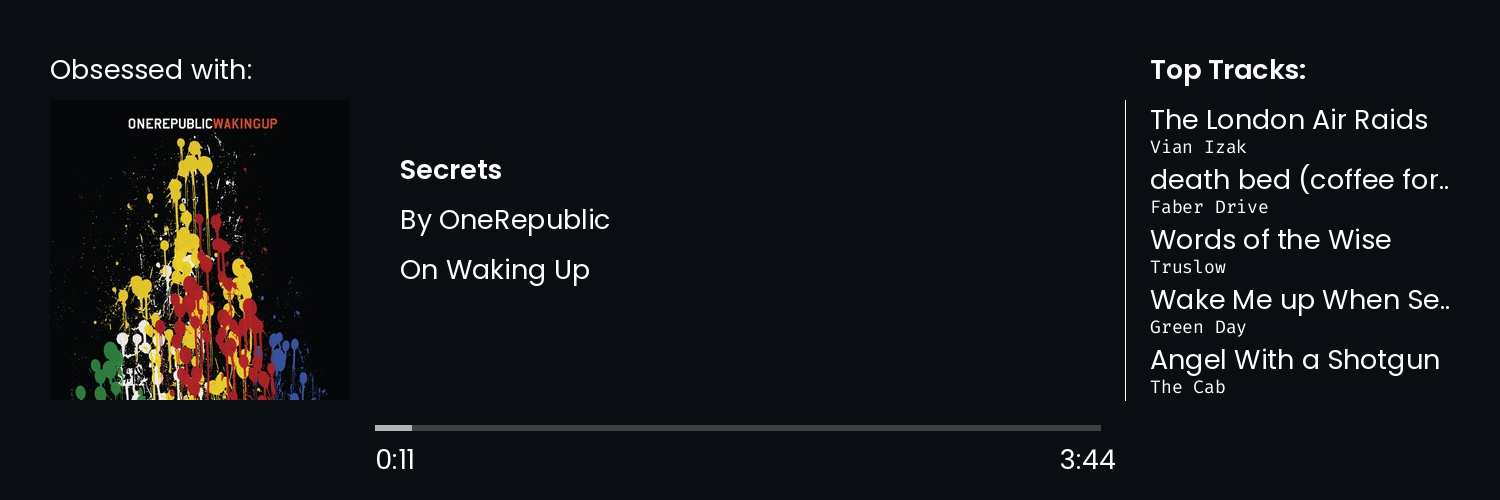 Obsessed with:
ONEREPUBLICWAKINGUP
Secrets
By OneRepublic
On Waking Up
0:11
3:44
Top Tracks:
The London Air Raids
Vian Izak
death bed (coffee for..
Faber Drive
Words of the Wise
Truslow
Wake Me up When Se..
Green Day
Angel With a Shotgun
The Cab